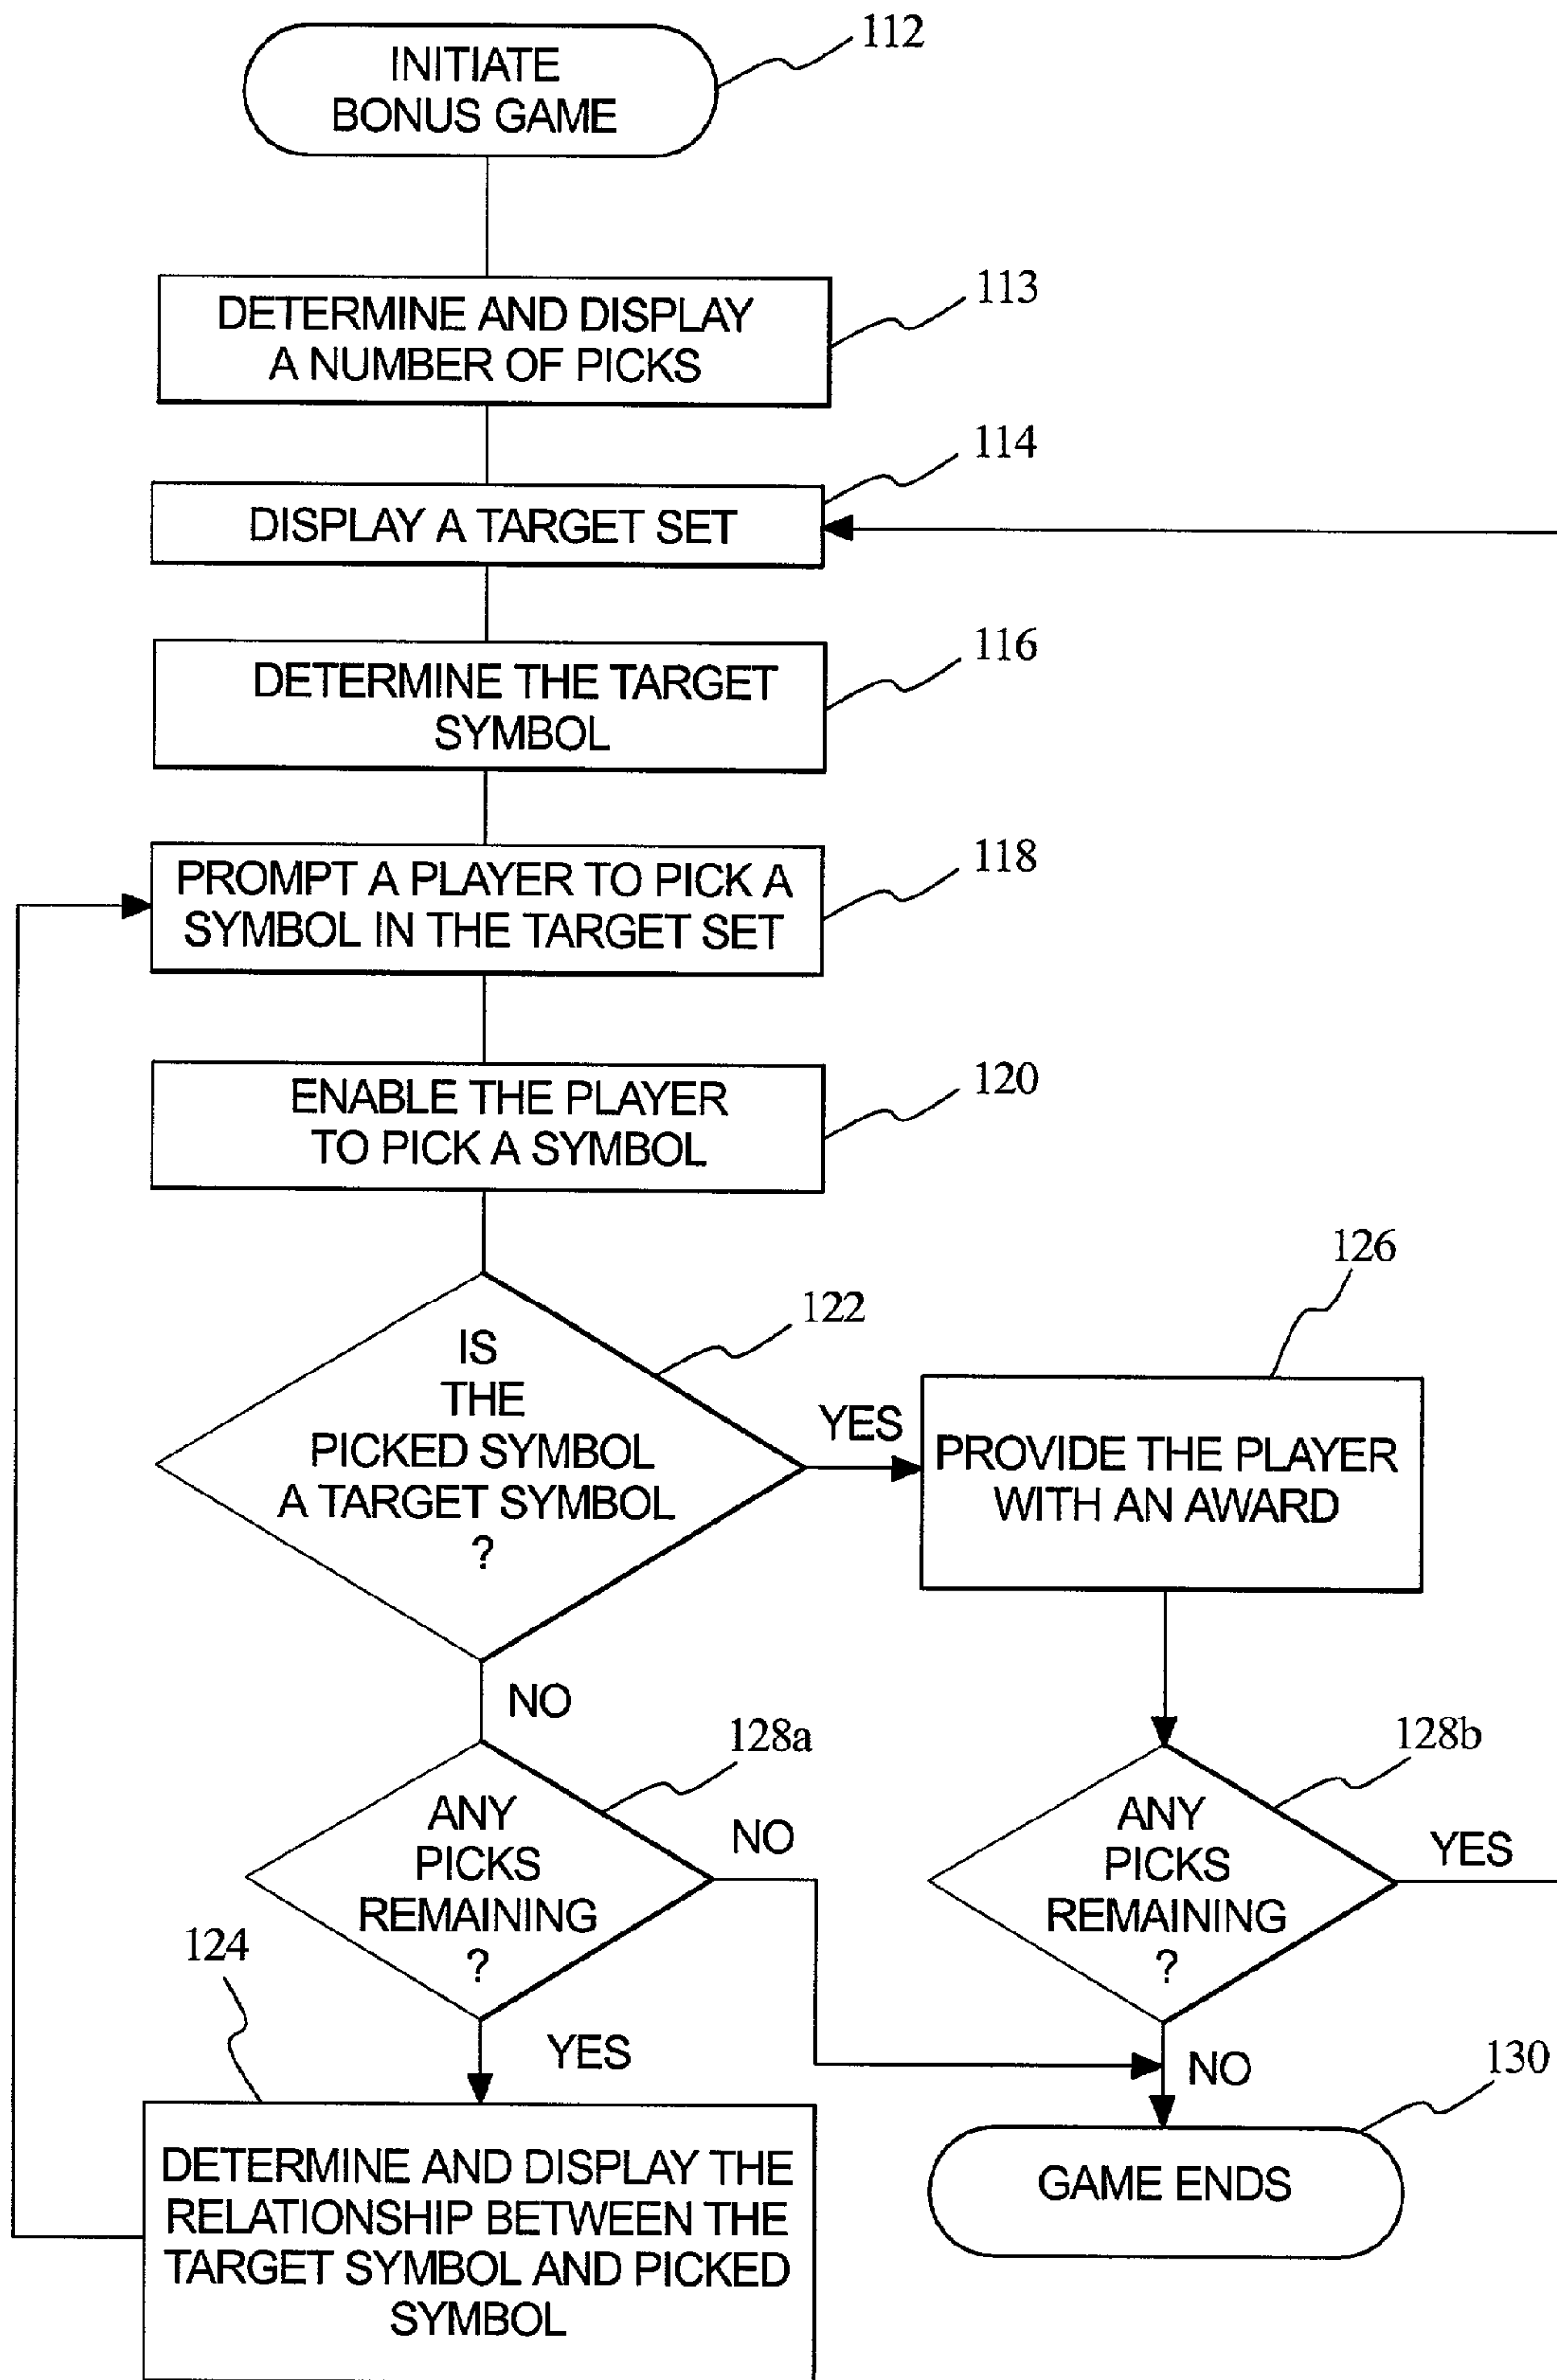 INITIATE
BONUS GAME
112
DETERMINE AND DISPLAY
A NUMBER OF PICKS
113
DISPLAY A TARGET SET
114
DETERMINE THE TARGET
SYMBOL
116
PROMPT A PLAYER TO PICK A
SYMBOL IN THE TARGET SET
118
ENABLE THE PLAYER
TO PICK A SYMBOL
120
IS
THE
PICKED SYMBOL
A TARGET SYMBOL
?
122
YES
PROVIDE THE PLAYER
WITH AN AWARD
126
NO
ANY
PICKS
REMAINING
?
128a
NO
ANY
PICKS
REMAINING
?
128b
YES
YES
124
NO
DETERMINE AND DISPLAY THE
RELATIONSHIP BETWEEN THE
TARGET SYMBOL AND PICKED
SYMBOL
GAME ENDS
130